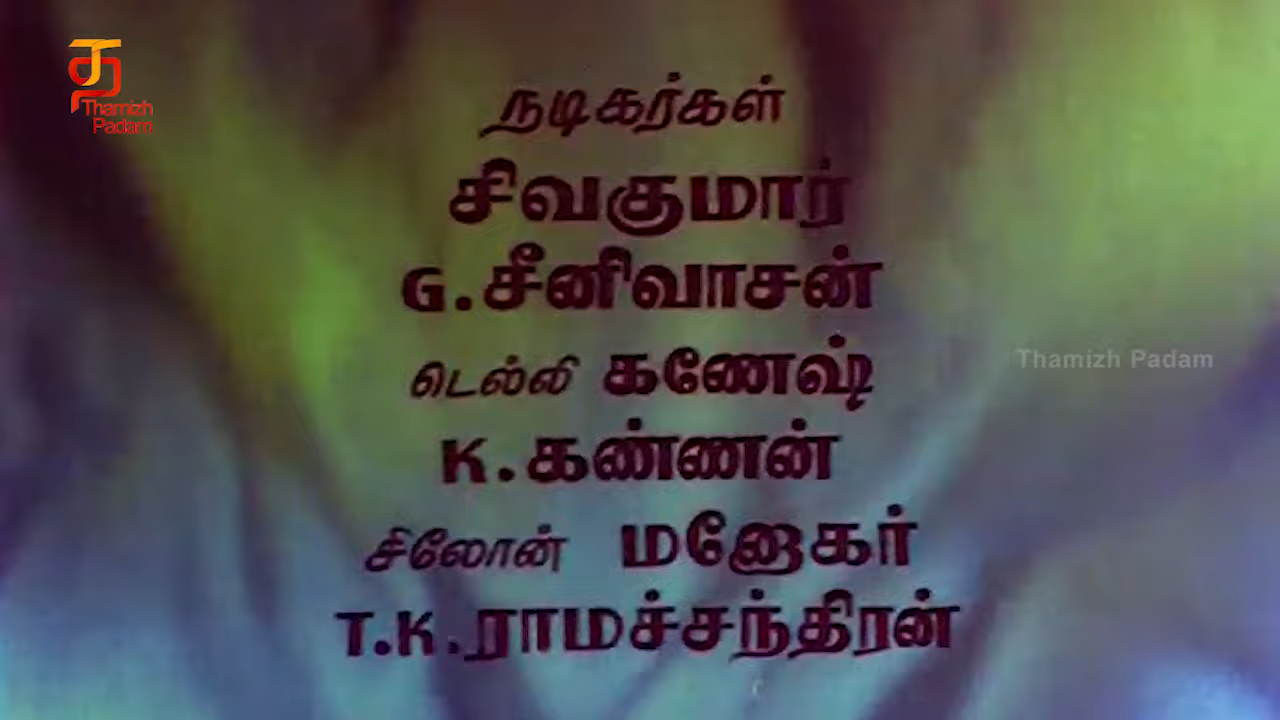 த
Thamizh
Padam
நடிகர்கள்
சிவகுமார்
G.சீனிவாசன்
டெல்லி கணேஷ்
K.கண்ணன்
Thamizh Padam
சிலோன் மனோகர்
T.K.ராமச்சந்திரன்